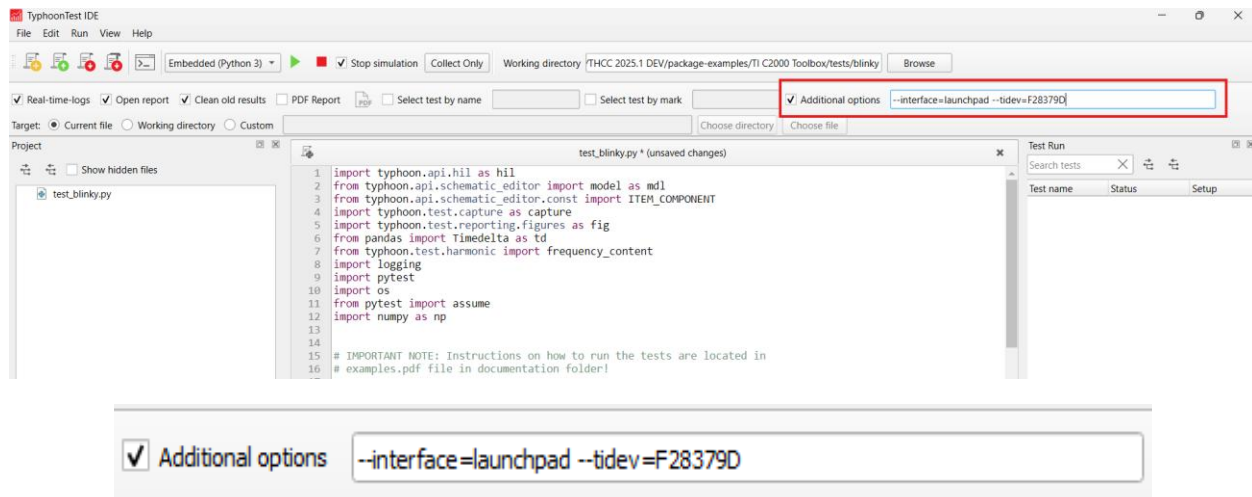 TyphoonTest IDE
File Edit Run View Help
Embedded (Python 3) Stop simulation Collect Only Working directory /THCC 2025.1 DEV/package-examples/TI C2000 Toolbox/tests/blinky Browse
Real-time-logs Open report Clean old results PDF Report PDF Select test by name Select test by mark Additional options --interface=launchpad --tidev=F28379D
Target: Current file Working directory Custom Choose directory Choose file
Project test_blinky.py * (unsaved changes) Test Run
Show hidden files Search tests
test_blinky.py Test name Status Setup
1 import typhoon.api.hil as hil
2 from typhoon.api.schematic_editor import model as mdl
3 from typhoon.api.schematic_editor.const import ITEM_COMPONENT
4 import typhoon.test.capture as capture
5 import typhoon.test.reporting.figures as fig
6 from pandas import Timedelta as td
7 from typhoon.test.harmonic import frequency_content
8 import logging
9 import pytest
10 import os
11 from pytest import assume
12 import numpy as np
13
14
15 # IMPORTANT NOTE: Instructions on how to run the tests are located in
16 # examples.pdf file in documentation folder!
Additional options --interface=launchpad --tidev=F28379D